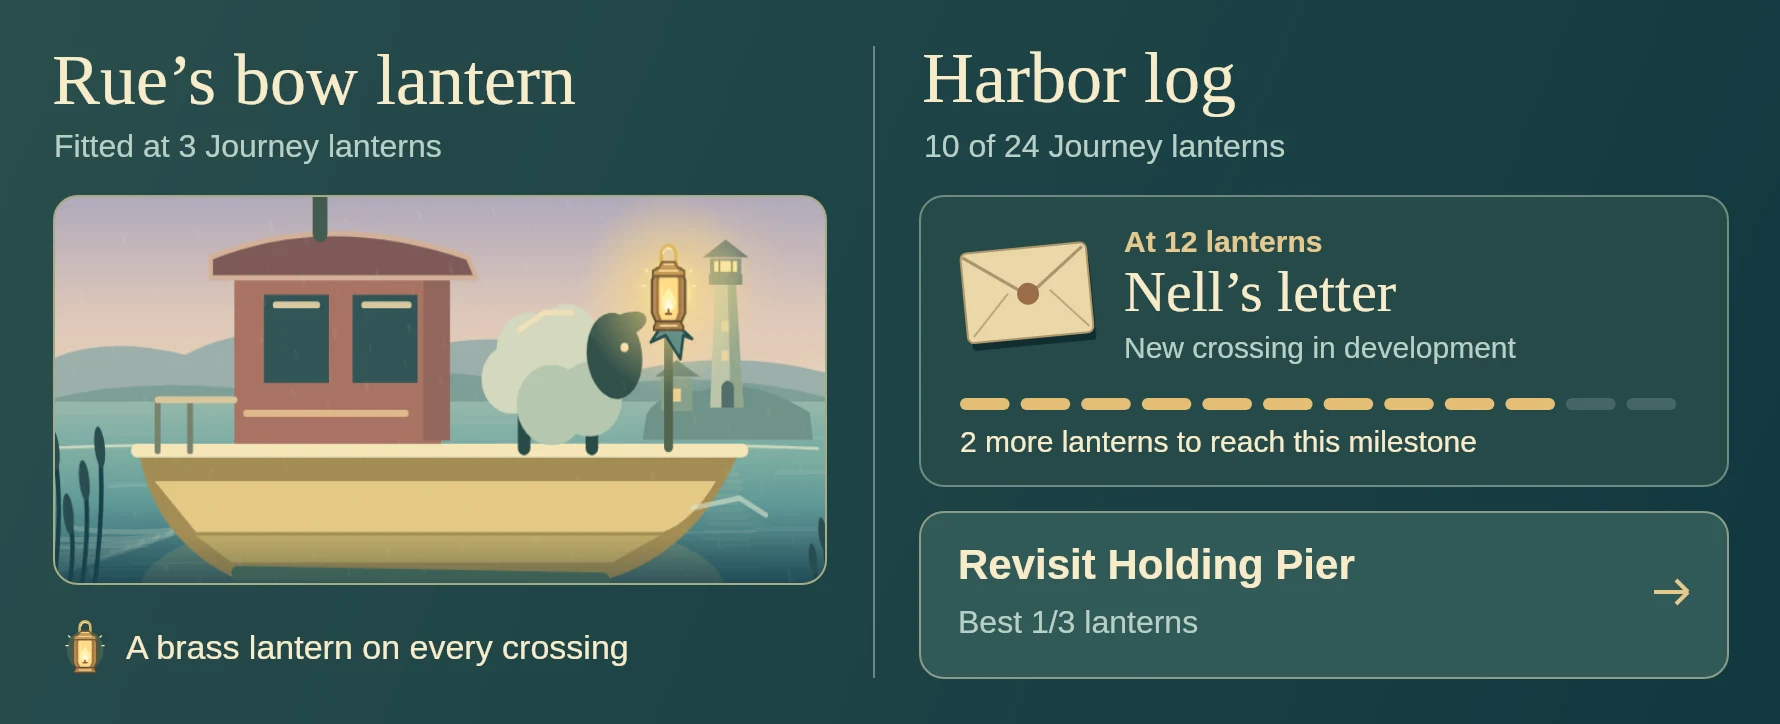 Rue’s bow lantern
Fitted at 3 Journey lanterns
A brass lantern on every crossing
Harbor log
10 of 24 Journey lanterns
At 12 lanterns
Nell’s letter
New crossing in development
2 more lanterns to reach this milestone
Revisit Holding Pier
Best 1/3 lanterns